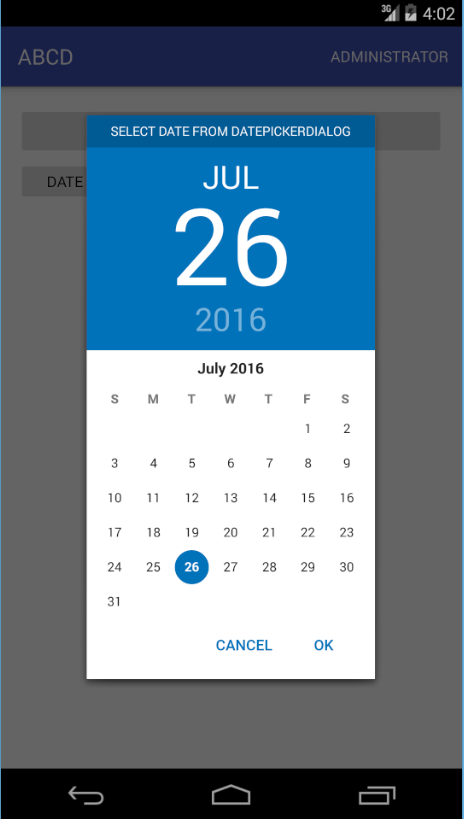 3G 4:02
ABCD ADMINISTRATOR
SELECT DATE FROM DATEPICKERDIALOG
DATE
JUL
26
2016
July 2016
S M T W T F S
1 2
3 4 5 6 7 8 9
10 11 12 13 14 15 16
17 18 19 20 21 22 23
24 25 26 27 28 29 30
31
CANCEL OK